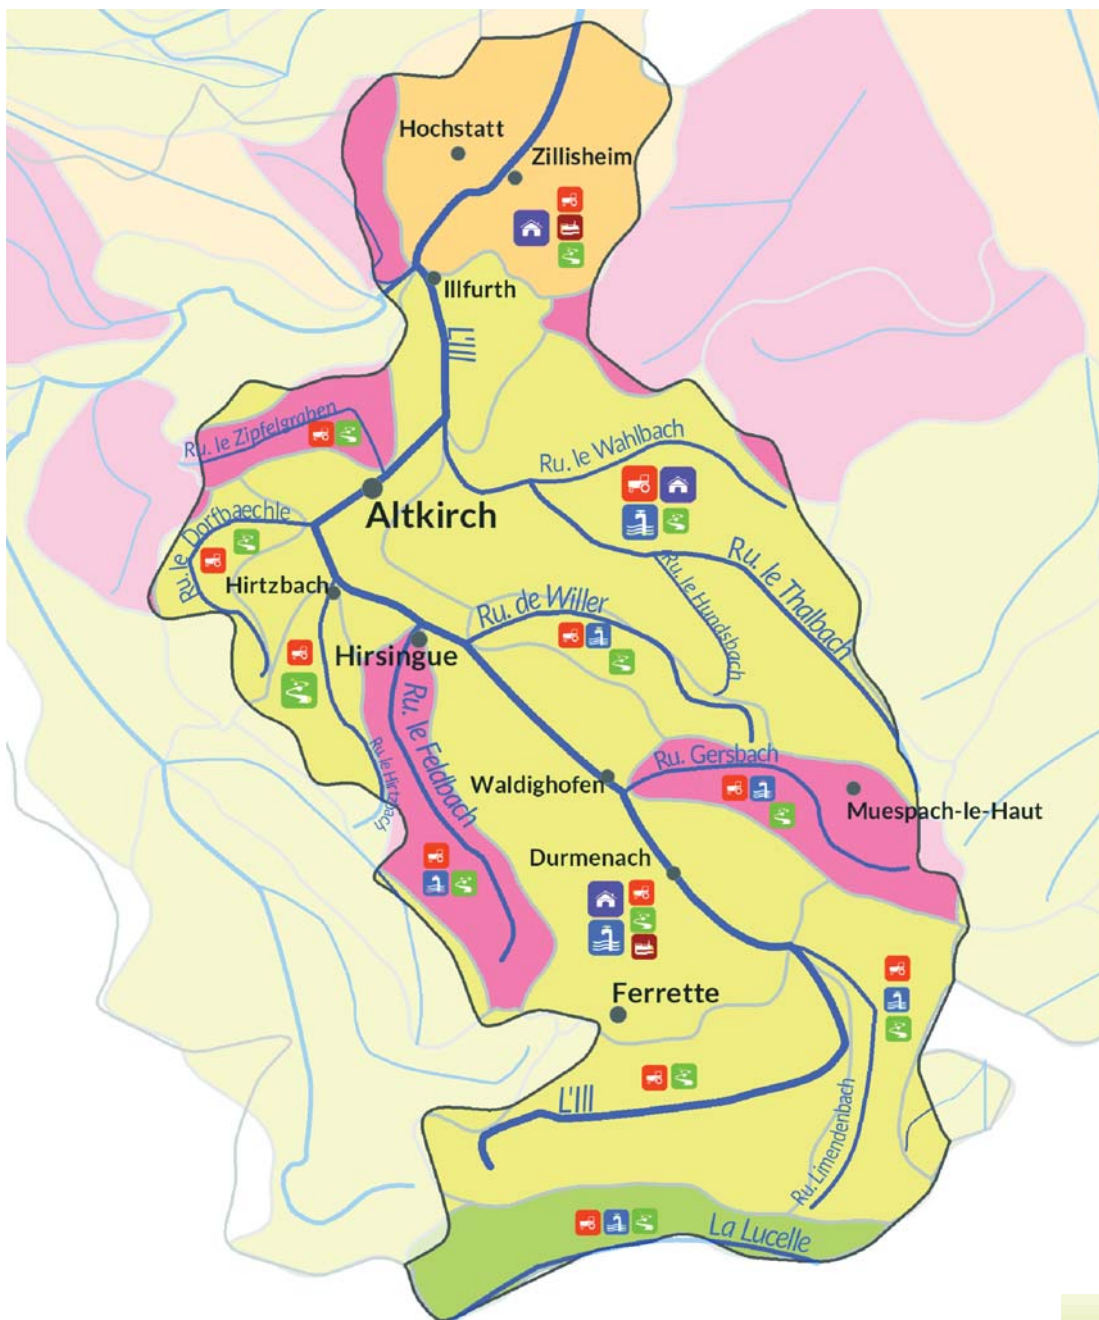 Hochstatt
Zillisheim
Illfurth
L'Ill
Ru. le Zipfelgraben
Ru. le Wahlbach
Altkirch
Ru. le Dorfbaechle
Ru. le Thalbach
Ru. le Hundsbach
Hirtzbach
Ru. de Willer
Hirsingue
Ru. le Feldbach
Ru. le Hirtzbach
Ru. Gersbach
Waldighofen
Muespach-le-Haut
Durmenach
Ferrette
L'Ill
Ru. Limendenbach
La Lucelle